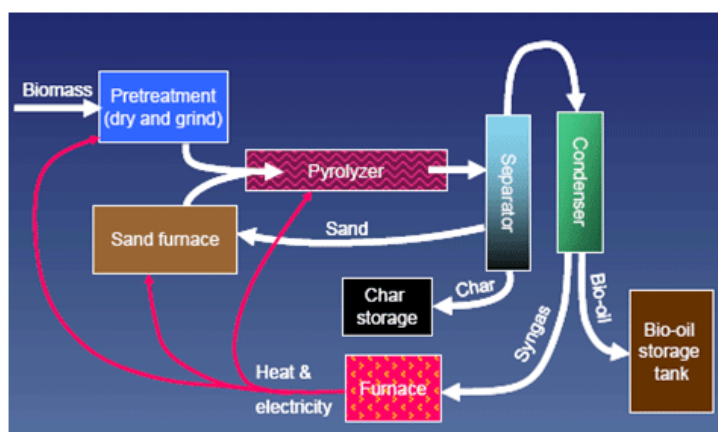 Biomass
Pretreatment
(dry and grind)
Pyrolyzer
Separator
Condenser
Sand furnace
Sand
Char
storage
Char
Syngas
Bio-oil
Bio-oil
storage
tank
Heat &
electricity
Furnace